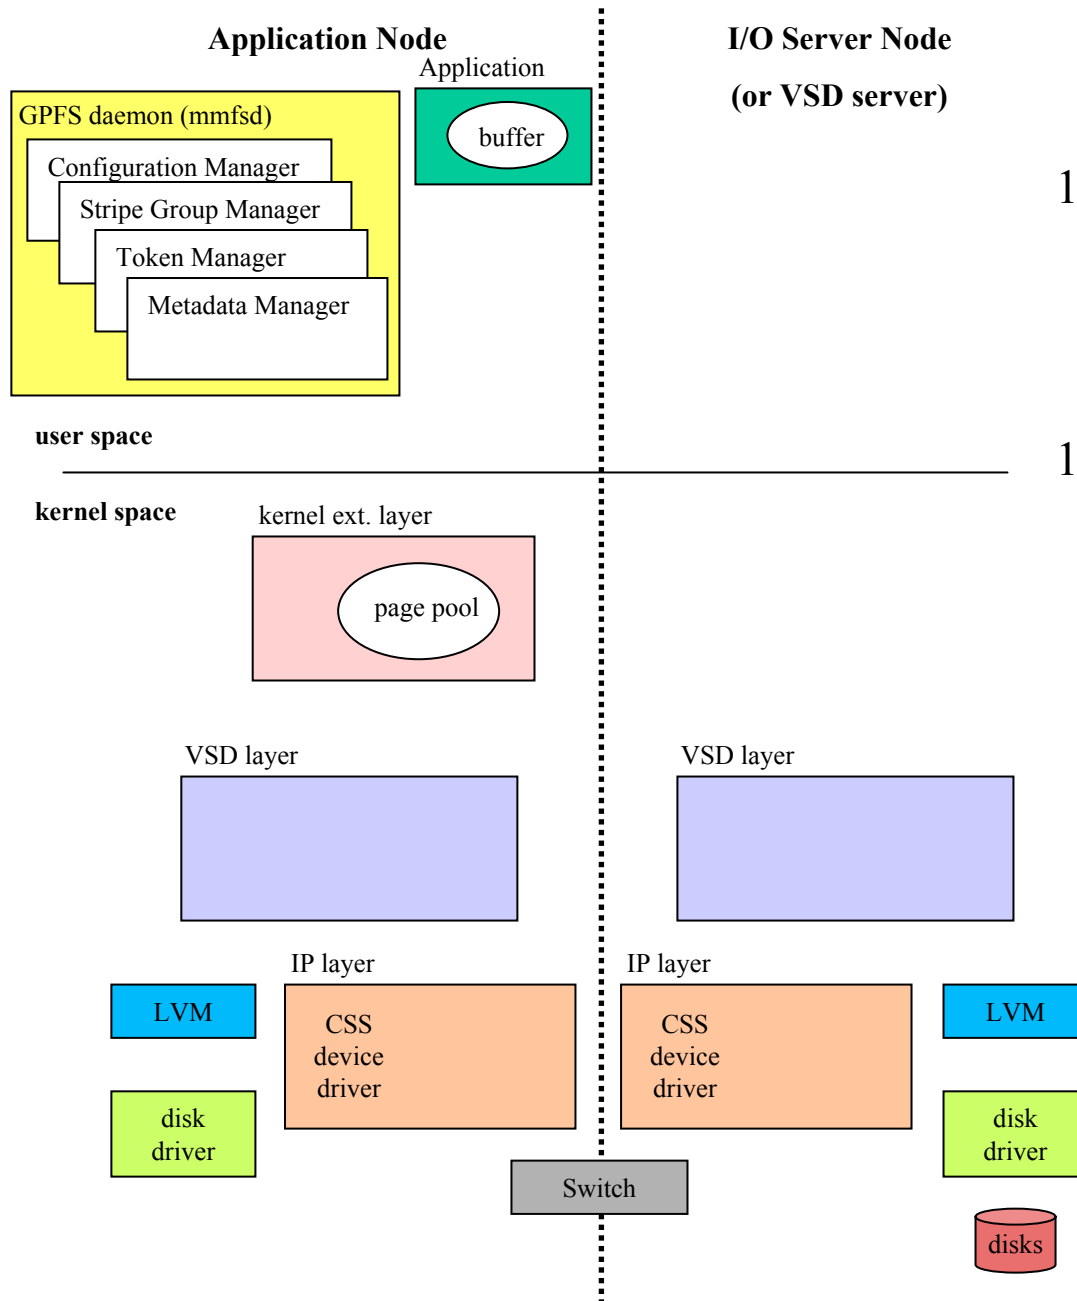 Application Node
I/O Server Node
(or VSD server)
Application
buffer
GPFS daemon (mmfsd)
Configuration Manager
Stripe Group Manager
Token Manager
Metadata Manager
1
user space
1
kernel space
kernel ext. layer
page pool
VSD layer
VSD layer
IP layer
IP layer
LVM
CSS
device
driver
CSS
device
driver
LVM
disk
driver
disk
driver
Switch
disks